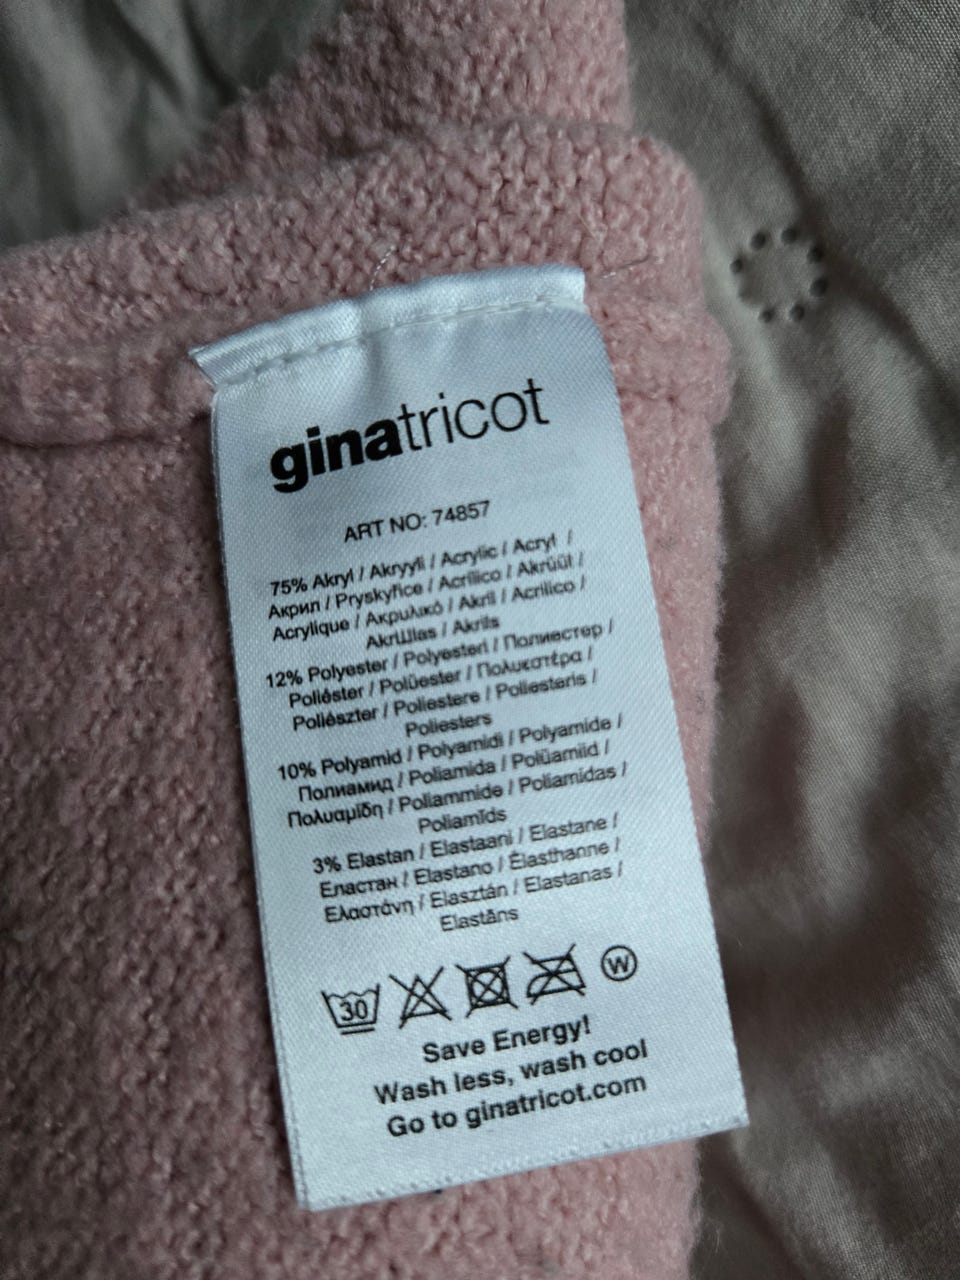 ginatricot
ART NO: 74857
75% Akryl / Akryyli / Acrylic / Acryl /
Акрил / Pryskyřice / Acrílico / Akrüül /
Acrylique / Ακρυλικό / Akril / Acrilico /
Akrilas / Akrils
12% Polyester / Polyesteri / Полиестер /
Poliéster / Polüester / Πολυεστέρα /
Poliészter / Poliestere / Poliesteris /
Poliesters
10% Polyamid / Polyamidi / Polyamide /
Полиамид / Poliamida / Polüamiid /
Πολυαμίδη / Poliammide / Poliamidas /
Poliamīds
3% Elastan / Elastaani / Elastane /
Еластан / Elastano / Élasthanne /
Ελαστάνη / Elasztán / Elastanas /
Elastāns
30 W
Save Energy!
Wash less, wash cool
Go to ginatricot.com